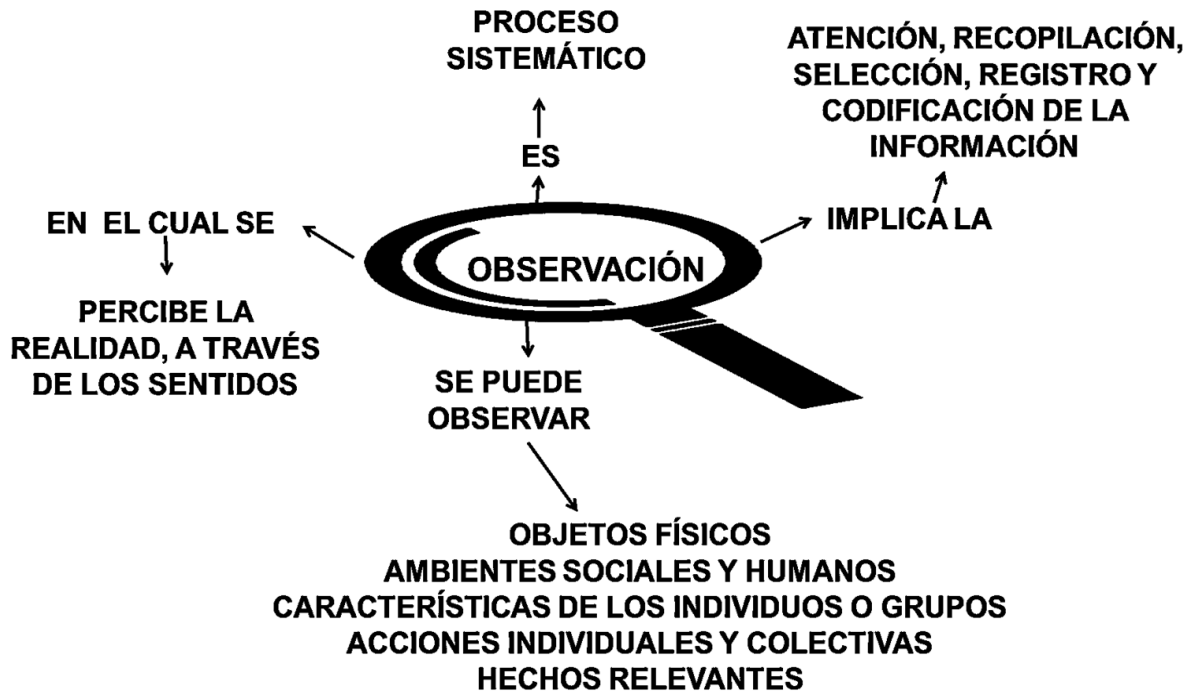 PROCESO
SISTEMÁTICO
ATENCIÓN, RECOPILACIÓN,
SELECCIÓN, REGISTRO Y
CODIFICACIÓN DE LA
INFORMACIÓN
ES
EN EL CUAL SE
IMPLICA LA
OBSERVACIÓN
PERCIBE LA
REALIDAD, A TRAVÉS
DE LOS SENTIDOS
SE PUEDE
OBSERVAR
OBJETOS FÍSICOS
AMBIENTES SOCIALES Y HUMANOS
CARACTERÍSTICAS DE LOS INDIVIDUOS O GRUPOS
ACCIONES INDIVIDUALES Y COLECTIVAS
HECHOS RELEVANTES